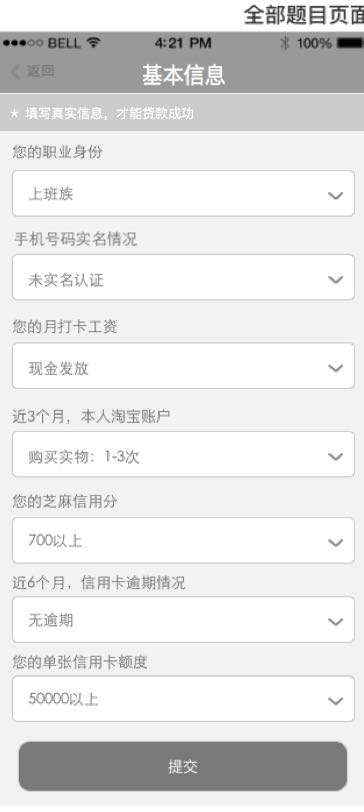 全部题目页面
BELL 4:21 PM 100%
返回
基本信息
* 填写真实信息，才能贷款成功
您的职业身份
上班族
手机号码实名情况
未实名认证
您的月打卡工资
现金发放
近3个月，本人淘宝账户
购买实物：1-3次
您的芝麻信用分
700以上
近6个月，信用卡逾期情况
无逾期
您的单张信用卡额度
50000以上
提交